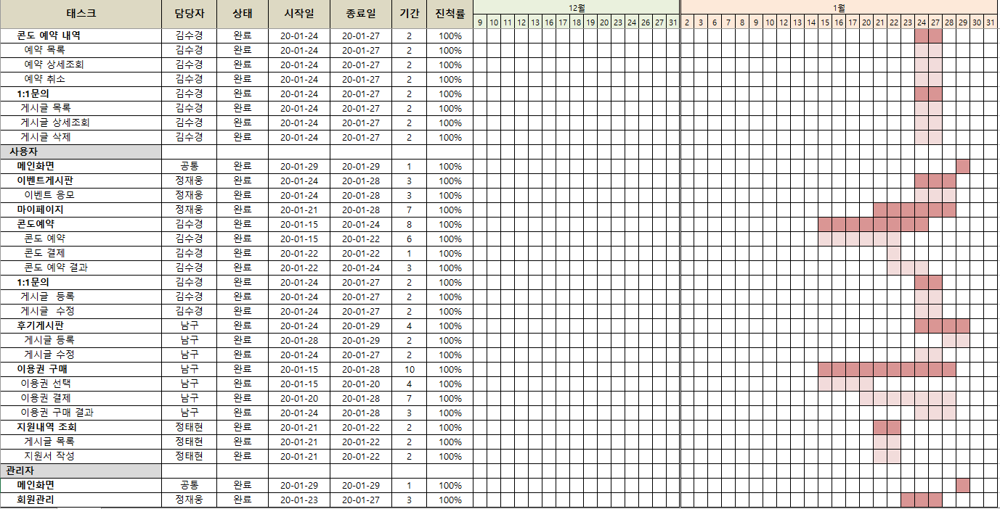 태스크 담당자 상태 시작일 종료일 기간 진척률 12월 1월
9 10 11 12 13 16 17 18 19 20 23 24 26 27 31 2 3 6 7 8 9 10 12 13 15 16 17 20 21 22 23 24 27 28 29 30 31
콘도 예약 내역 김수경 완료 20-01-24 20-01-27 2 100%
예약 목록 김수경 완료 20-01-24 20-01-27 2 100%
예약 상세조회 김수경 완료 20-01-24 20-01-27 2 100%
예약 취소 김수경 완료 20-01-24 20-01-27 2 100%
1:1문의 김수경 완료 20-01-24 20-01-27 2 100%
게시글 목록 김수경 완료 20-01-24 20-01-27 2 100%
게시글 상세조회 김수경 완료 20-01-24 20-01-27 2 100%
게시글 삭제 김수경 완료 20-01-24 20-01-27 2 100%
사용자
메인화면 공통 완료 20-01-29 20-01-29 1 100%
이벤트게시판 정재웅 완료 20-01-24 20-01-28 3 100%
이벤트 응모 정재웅 완료 20-01-24 20-01-28 3 100%
마이페이지 정재웅 완료 20-01-21 20-01-28 7 100%
콘도예약 김수경 완료 20-01-15 20-01-24 8 100%
콘도 예약 김수경 완료 20-01-15 20-01-22 6 100%
콘도 결제 김수경 완료 20-01-22 20-01-22 1 100%
콘도 예약 결과 김수경 완료 20-01-22 20-01-24 3 100%
1:1문의 김수경 완료 20-01-24 20-01-27 2 100%
게시글 등록 김수경 완료 20-01-24 20-01-27 2 100%
게시글 수정 김수경 완료 20-01-24 20-01-27 2 100%
후기게시판 남구 완료 20-01-24 20-01-29 4 100%
게시글 등록 남구 완료 20-01-28 20-01-29 2 100%
게시글 수정 남구 완료 20-01-24 20-01-27 2 100%
이용권 구매 남구 완료 20-01-15 20-01-28 10 100%
이용권 선택 남구 완료 20-01-15 20-01-20 4 100%
이용권 결제 남구 완료 20-01-20 20-01-28 7 100%
이용권 구매 결과 남구 완료 20-01-24 20-01-28 3 100%
지원내역 조회 정태현 완료 20-01-21 20-01-22 2 100%
게시글 목록 정태현 완료 20-01-21 20-01-22 2 100%
지원서 작성 정태현 완료 20-01-21 20-01-22 2 100%
관리자
메인화면 공통 완료 20-01-29 20-01-29 1 100%
회원관리 정재웅 완료 20-01-23 20-01-27 3 100%